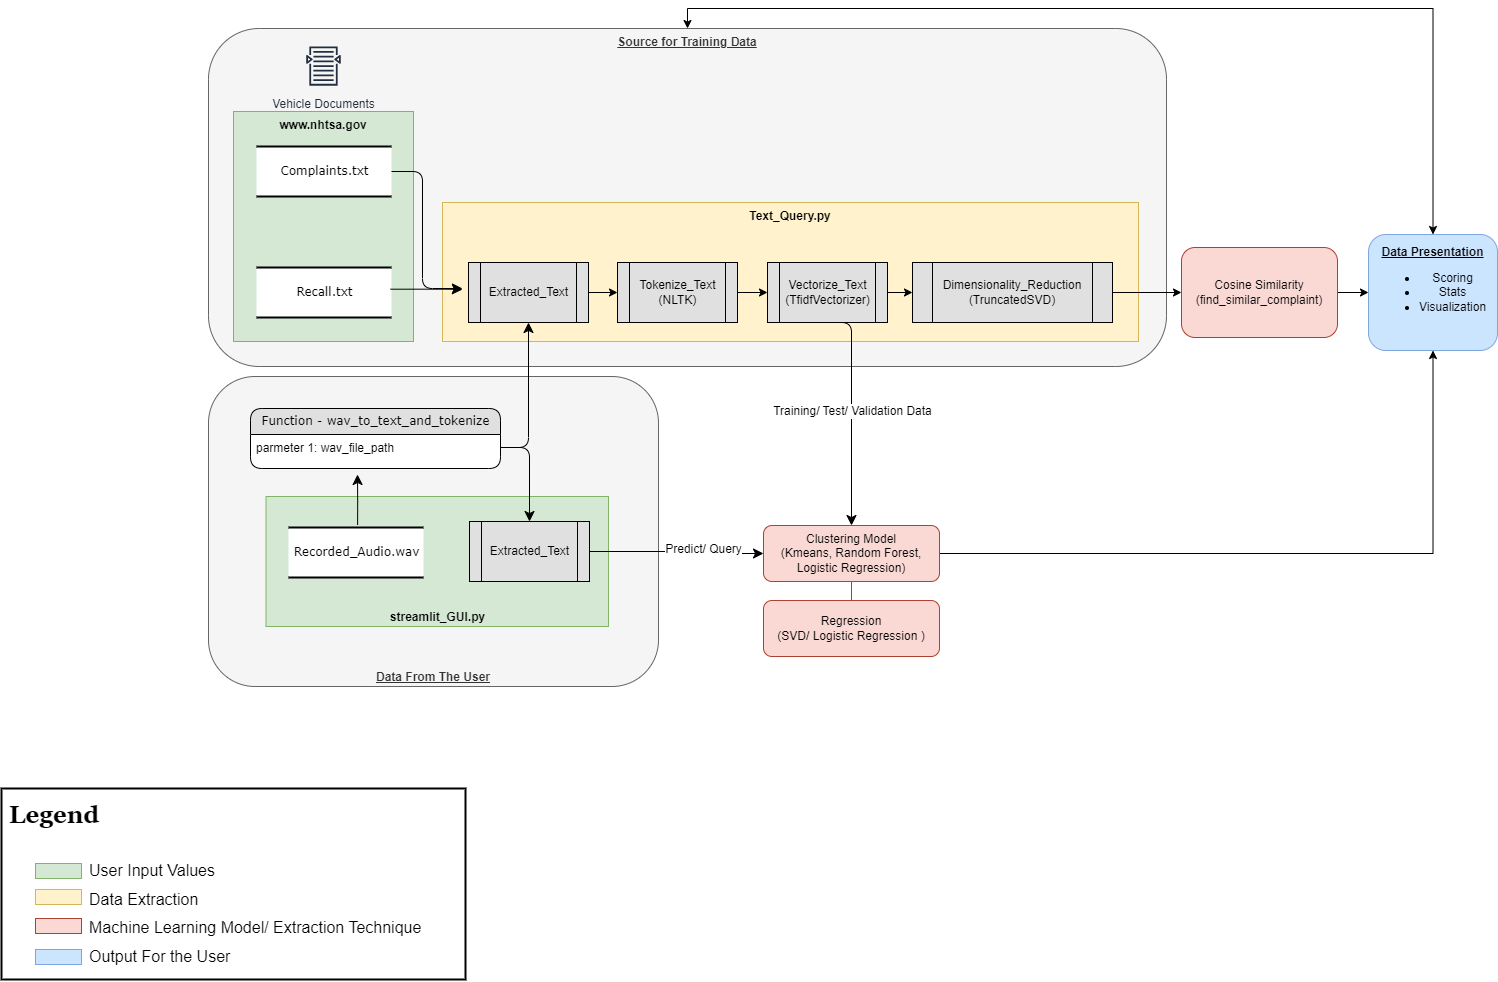 Source for Training Data
Vehicle Documents
www.nhtsa.gov
Complaints.txt
Recall.txt
Text_Query.py
Extracted_Text
Tokenize_Text
(NLTK)
Vectorize_Text
(TfidfVectorizer)
Dimensionality_Reduction
(TruncatedSVD)
Cosine Similarity
(find_similar_complaint)
Data Presentation
• Scoring
• Stats
• Visualization
Training/ Test/ Validation Data
Function - wav_to_text_and_tokenize
parmeter 1: wav_file_path
Recorded_Audio.wav
Extracted_Text
streamlit_GUI.py
Data From The User
Predict/ Query
Clustering Model
(Kmeans, Random Forest,
Logistic Regression)
Regression
(SVD/ Logistic Regression )
Legend
User Input Values
Data Extraction
Machine Learning Model/ Extraction Technique
Output For the User